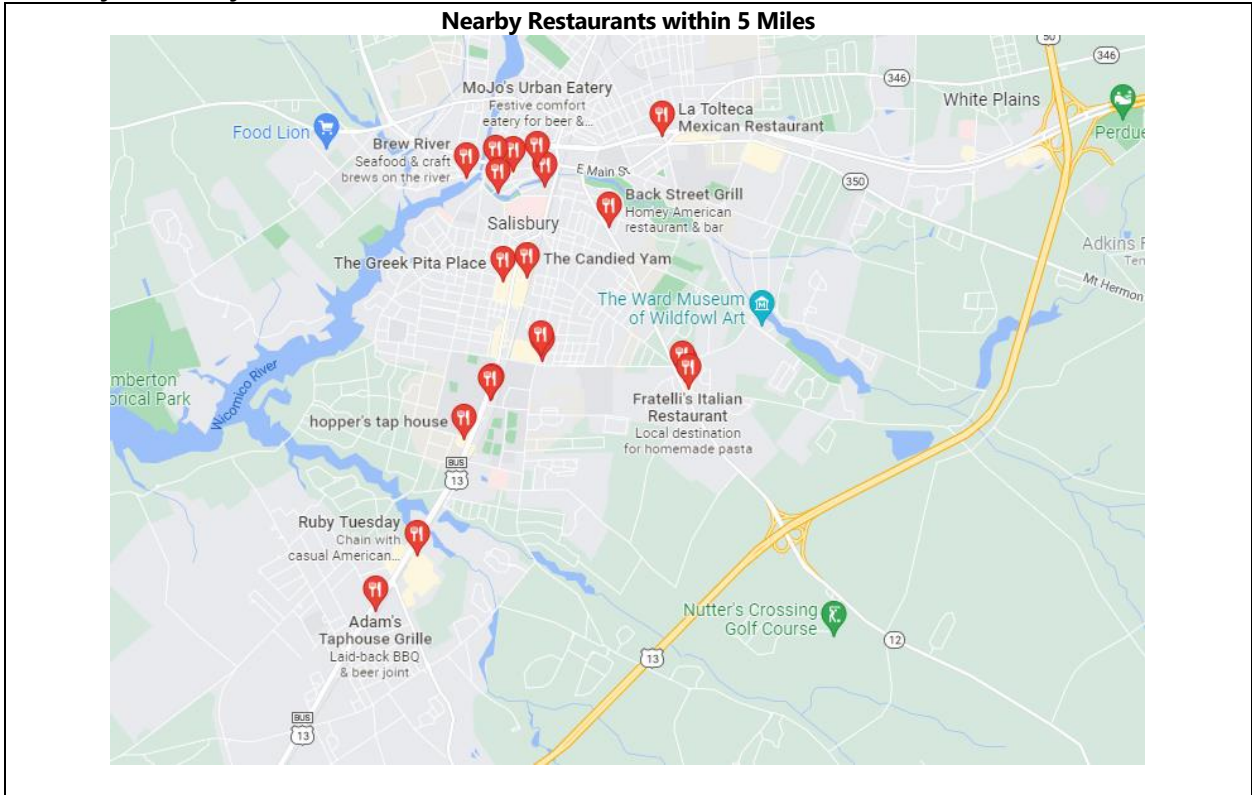 Nearby Restaurants within 5 Miles
50
346
346
MoJo's Urban Eatery
Festive comfort
eatery for beer &...
White Plains
La Tolteca
Mexican Restaurant
Food Lion
Perdue
Brew River
Seafood & craft
brews on the river
E Main St
350
Back Street Grill
Homey American
restaurant & bar
Salisbury
Adkins
Ten
The Greek Pita Place
The Candied Yam
Mt Hermon
The Ward Museum
of Wildfowl Art
mberton
orical Park
Wicomico River
Fratelli's Italian
Restaurant
Local destination
for homemade pasta
hopper's tap house
BUS
13
Ruby Tuesday
Chain with
casual American...
Adam's
Taphouse Grille
Laid-back BBQ
& beer joint
Nutter's Crossing
Golf Course
12
13
BUS
13